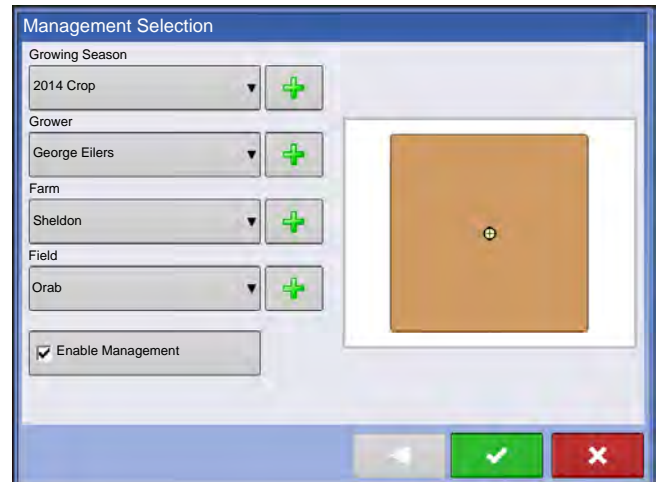 Management Selection
Growing Season
2014 Crop
Grower
George Eilers
Farm
Sheldon
Field
Orab
Enable Management